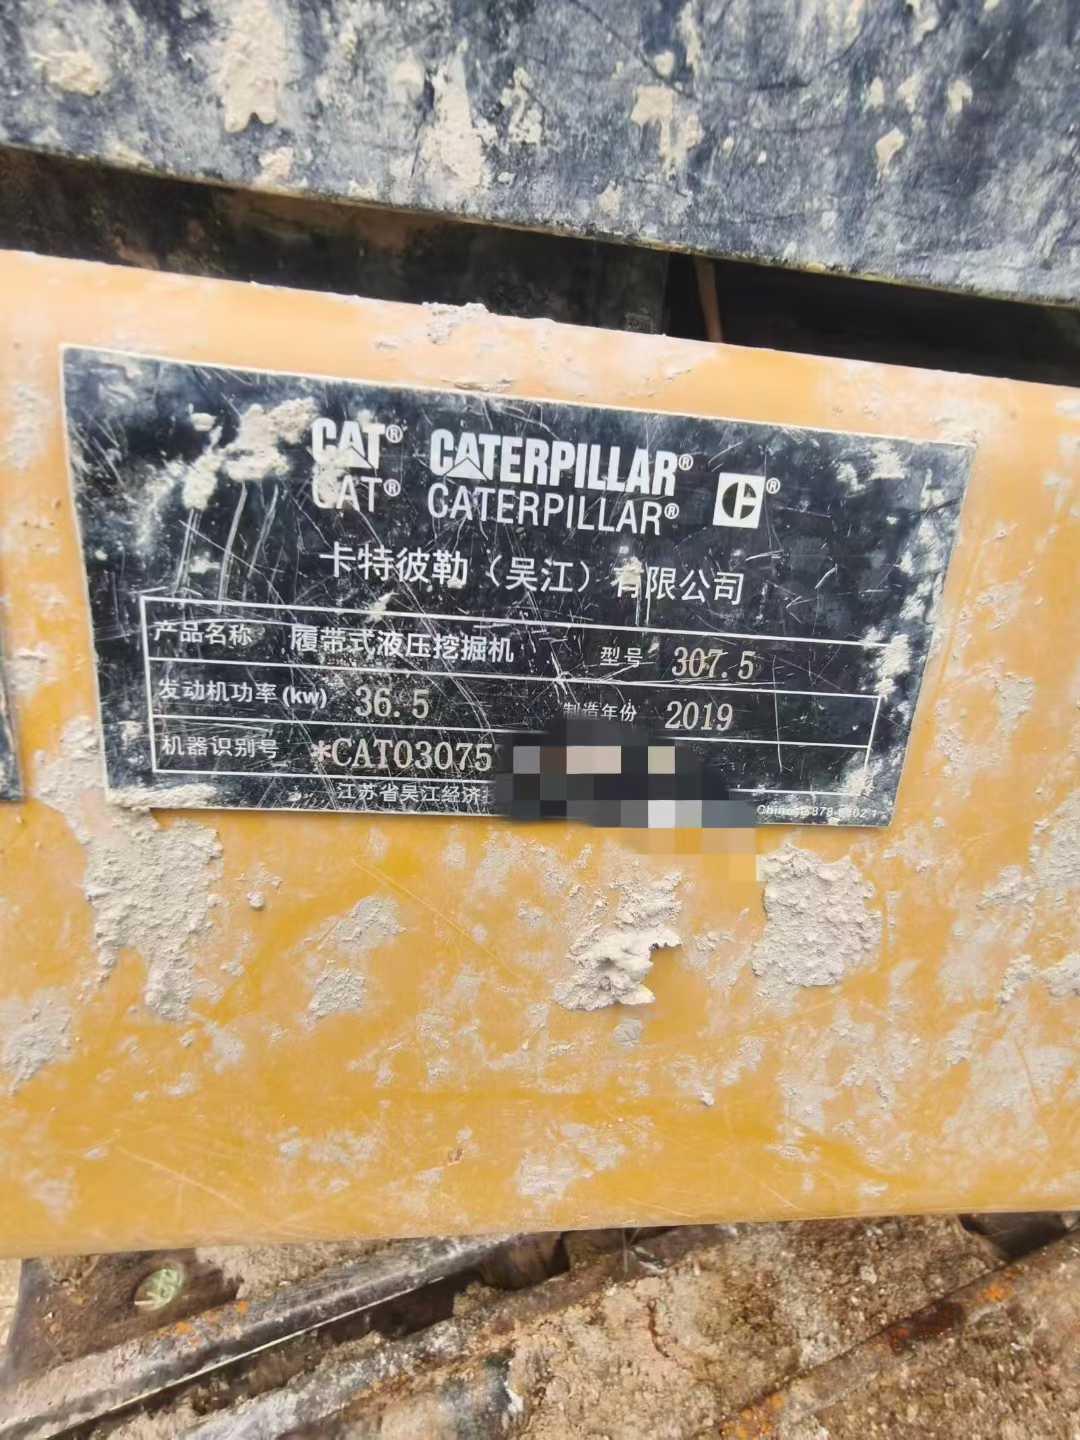 CAT® CATERPILLAR®
CAT® CATERPILLAR®
卡特彼勒（吴江）有限公司
产品名称 履带式液压挖掘机 型号 307.5
发动机功率(kw) 36.5 制造年份 2019
机器识别号 *CAT03075
江苏省吴江经济